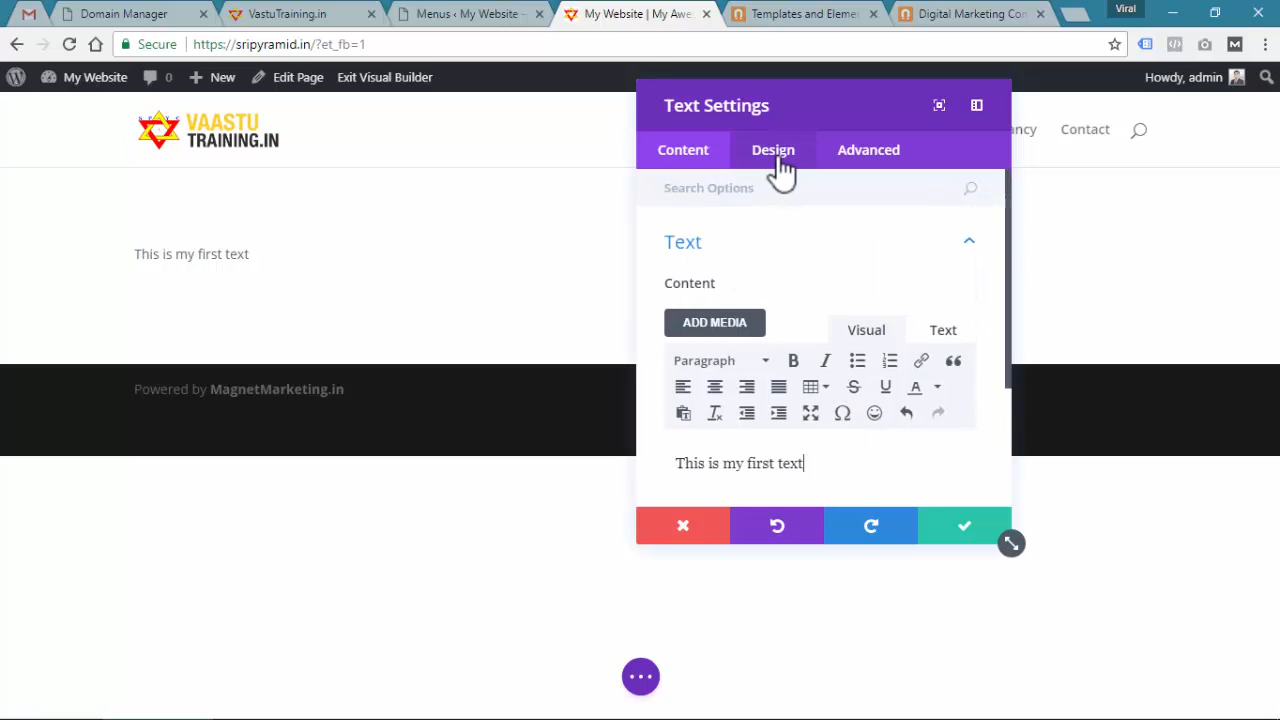 Domain Manager
VastuTraining.in
Menus ‹ My Website –
My Website | My Awe
Templates and Eleme
Digital Marketing Con
Viral
Secure
https://sripyramid.in/?et_fb=1
My Website
0
New
Edit Page
Exit Visual Builder
Howdy, admin
VAASTU
TRAINING.IN
ancy
Contact
Text Settings
Content
Design
Advanced
Search Options
Text
Content
ADD MEDIA
Visual
Text
Paragraph
This is my first text
This is my first text
Powered by MagnetMarketing.in